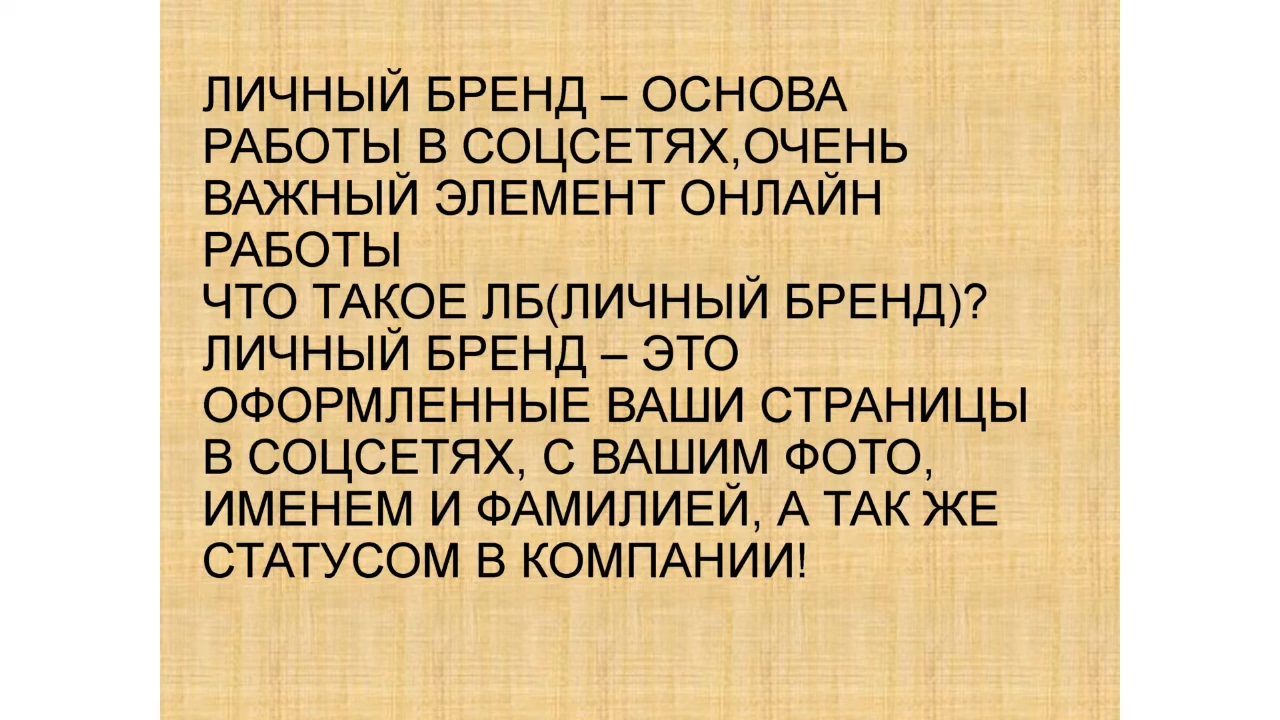 ЛИЧНЫЙ БРЕНД – ОСНОВА
РАБОТЫ В СОЦСЕТЯХ,ОЧЕНЬ
ВАЖНЫЙ ЭЛЕМЕНТ ОНЛАЙН
РАБОТЫ
ЧТО ТАКОЕ ЛБ(ЛИЧНЫЙ БРЕНД)?
ЛИЧНЫЙ БРЕНД – ЭТО
ОФОРМЛЕННЫЕ ВАШИ СТРАНИЦЫ
В СОЦСЕТЯХ, С ВАШИМ ФОТО,
ИМЕНЕМ И ФАМИЛИЕЙ, А ТАК ЖЕ
СТАТУСОМ В КОМПАНИИ!